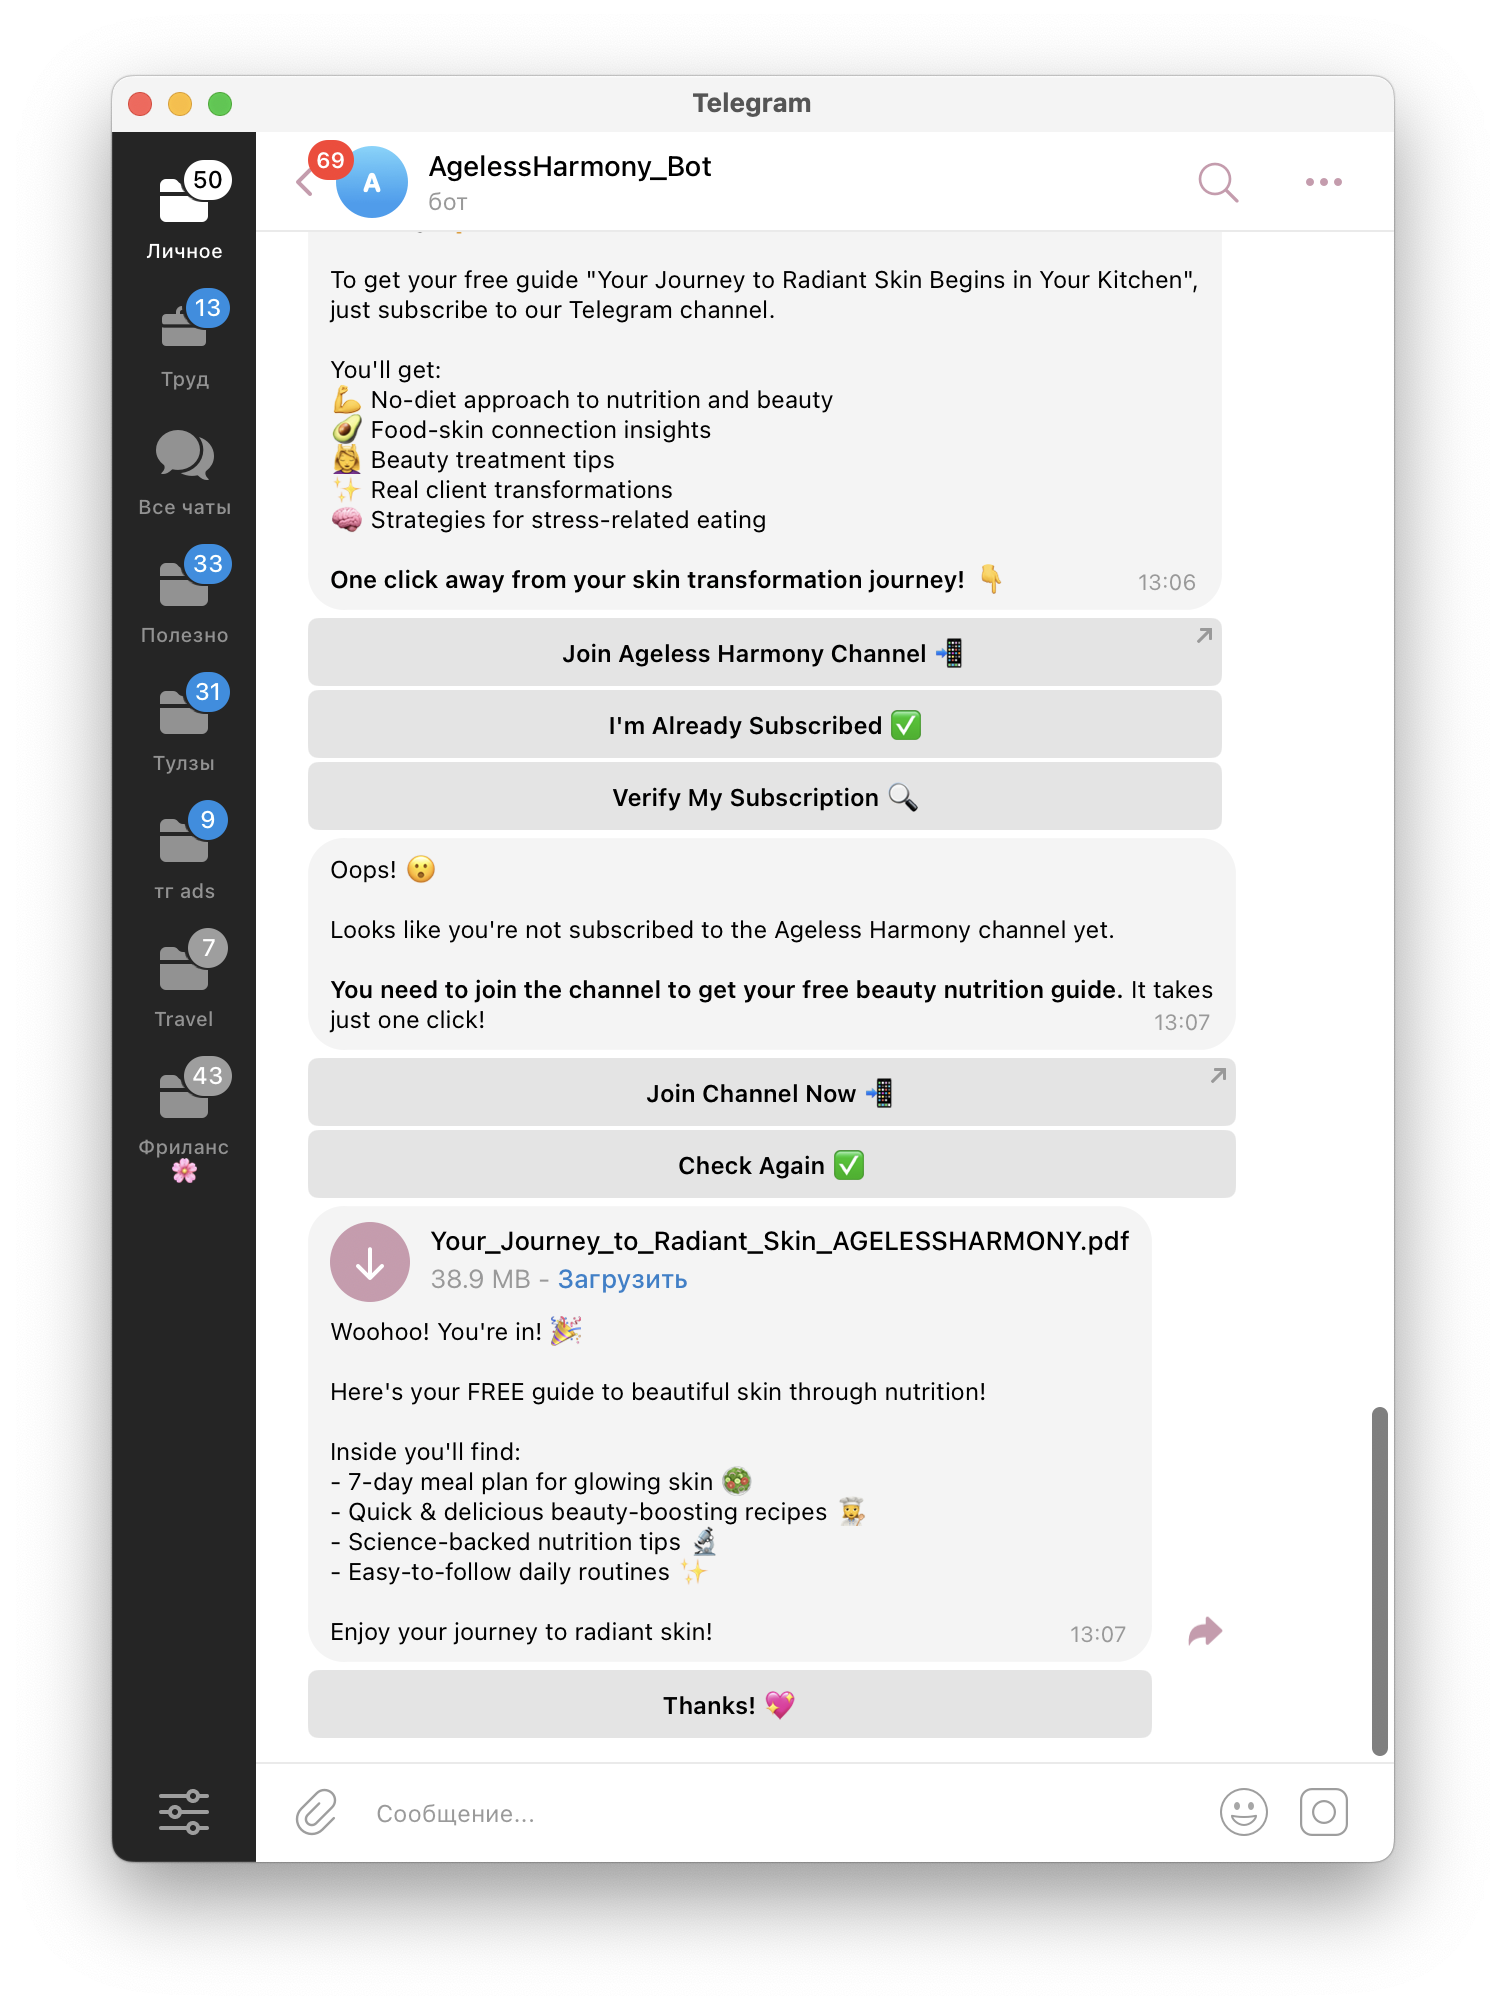 Telegram
50
Личное
13
Труд
Все чаты
33
Полезно
31
Тулзы
9
тг ads
7
Travel
43
Фриланс
🌸
69
A
AgelessHarmony_Bot
бот
To get your free guide "Your Journey to Radiant Skin Begins in Your Kitchen",
just subscribe to our Telegram channel.
You'll get:
💪 No-diet approach to nutrition and beauty
🥑 Food-skin connection insights
💆‍♀️ Beauty treatment tips
✨ Real client transformations
🧠 Strategies for stress-related eating
One click away from your skin transformation journey! 👇
13:06
Join Ageless Harmony Channel 📲
I'm Already Subscribed ✅
Verify My Subscription 🔍
Oops! 😮
Looks like you're not subscribed to the Ageless Harmony channel yet.
You need to join the channel to get your free beauty nutrition guide. It takes
just one click!
13:07
Join Channel Now 📲
Check Again ✅
Your_Journey_to_Radiant_Skin_AGELESSHARMONY.pdf
38.9 MB - Загрузить
Woohoo! You're in! 🎉
Here's your FREE guide to beautiful skin through nutrition!
Inside you'll find:
- 7-day meal plan for glowing skin 🥗
- Quick & delicious beauty-boosting recipes 👩‍🍳
- Science-backed nutrition tips 🔬
- Easy-to-follow daily routines ✨
Enjoy your journey to radiant skin!
13:07
Thanks! 💖
Сообщение...